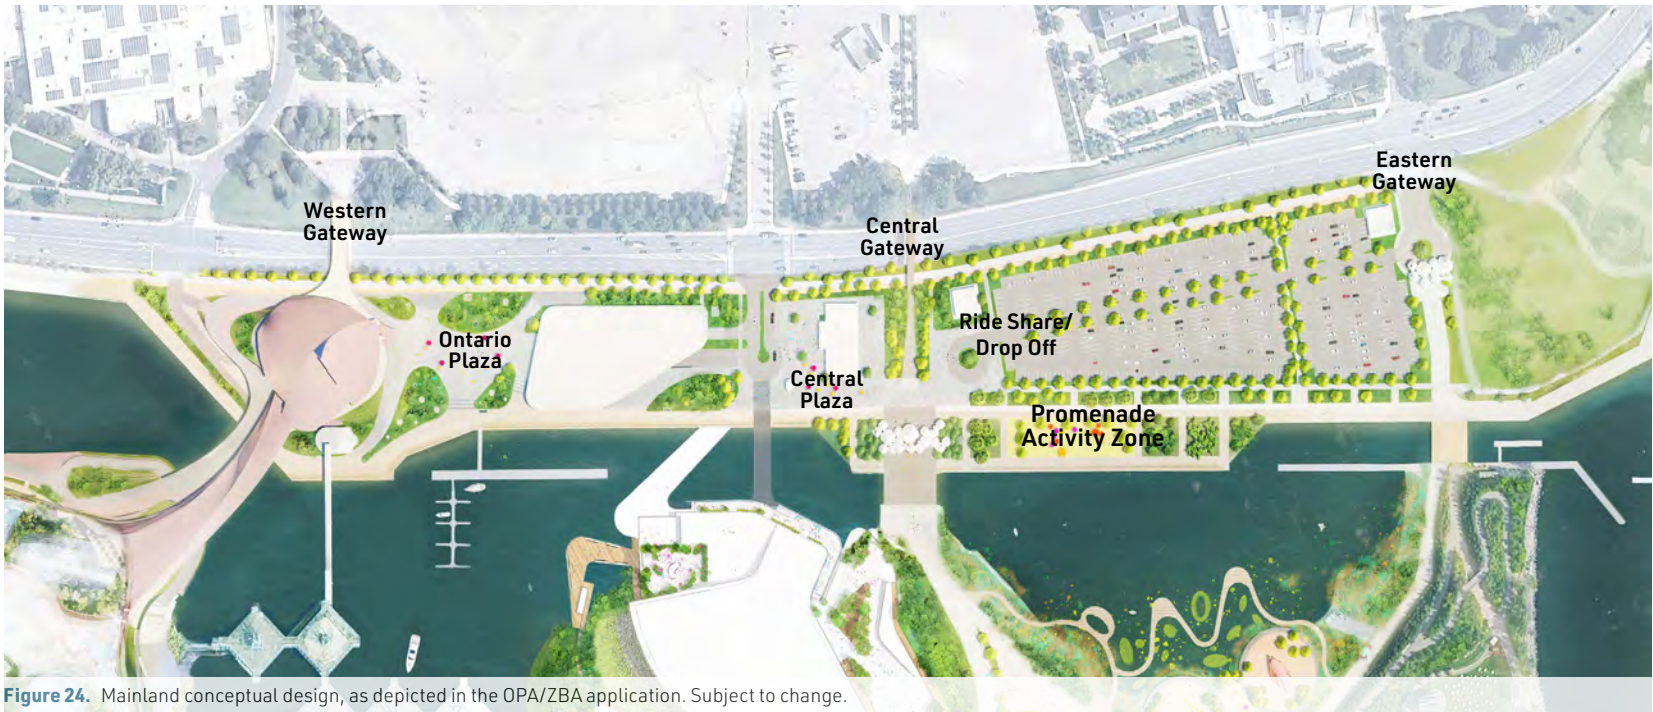 Eastern
Gateway
Western
Gateway
Central
Gateway
Ride Share/
Drop Off
Ontario
Plaza
Central
Plaza
Promenade
Activity Zone
Figure 24. Mainland conceptual design, as depicted in the OPA/ZBA application. Subject to change.